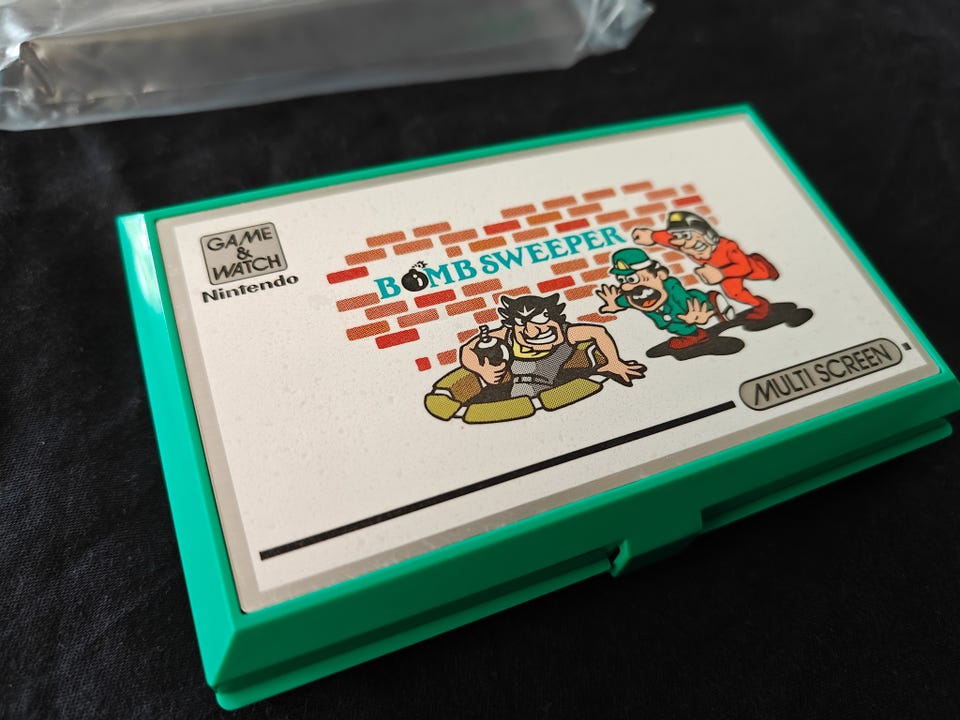 GAME
&
WATCH
Nintendo
BOMB SWEEPER
MULTI SCREEN